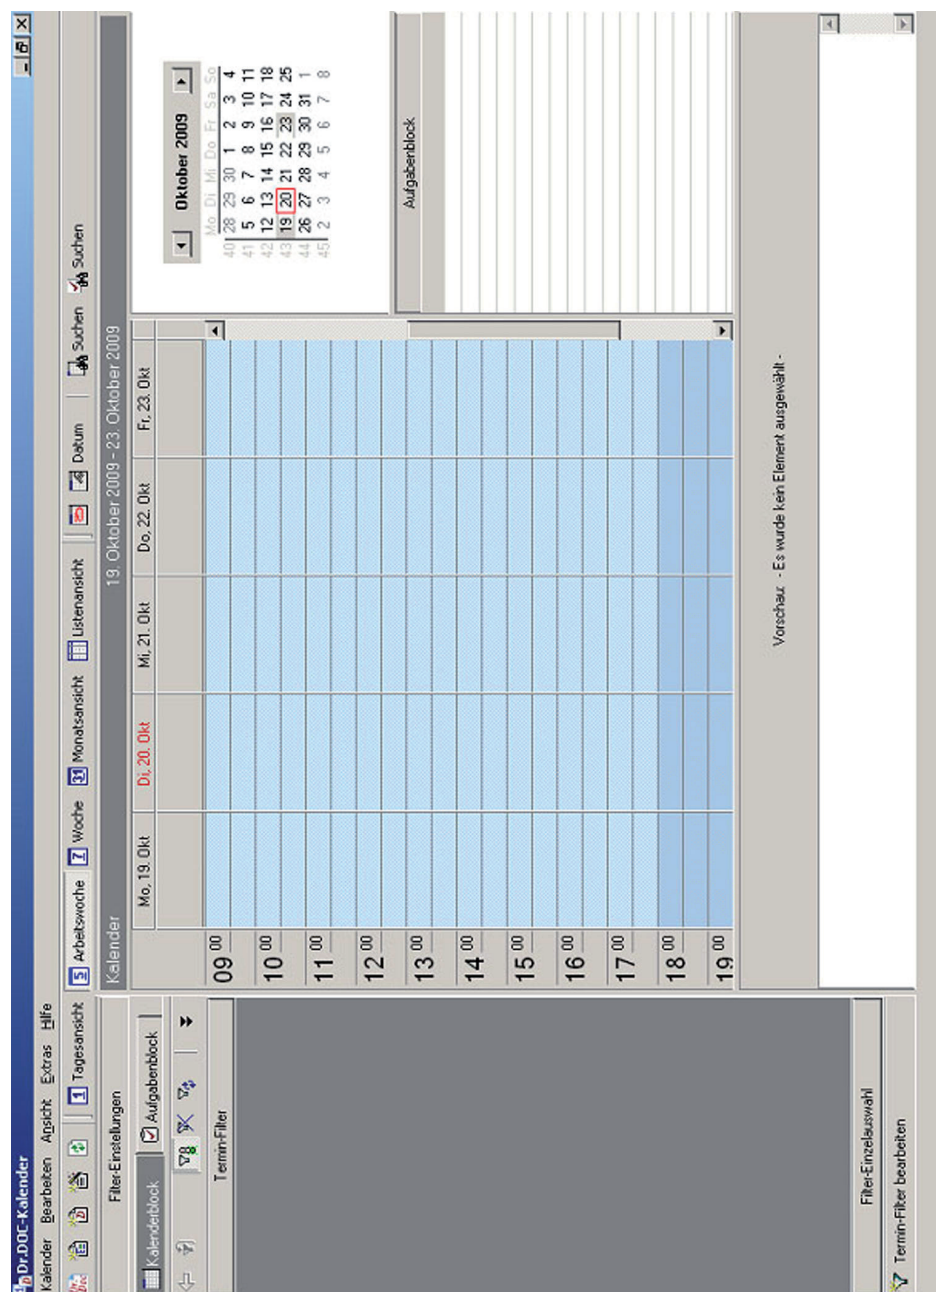 Dr.DOC-Kalender
Kalender Bearbeiten Ansicht Extras Hilfe
1 Tagesansicht 5 Arbeitswoche 7 Woche 31 Monatsansicht Listenansicht Datum Suchen Suchen
Filter-Einstellungen
Kalenderblock Aufgabenblock
Termin-Filter
Filter-Einzelauswahl
Termin-Filter bearbeiten
Kalender 19. Oktober 2009 - 23. Oktober 2009
Mo, 19. Okt Di, 20. Okt Mi, 21. Okt Do, 22. Okt Fr, 23. Okt
09 00
10 00
11 00
12 00
13 00
14 00
15 00
16 00
17 00
18 00
19 00
Oktober 2009
Mo Di Mi Do Fr Sa So
40 28 29 30 1 2 3 4
41 5 6 7 8 9 10 11
42 12 13 14 15 16 17 18
43 19 20 21 22 23 24 25
44 26 27 28 29 30 31 1
45 2 3 4 5 6 7 8
Aufgabenblock
Vorschau: - Es wurde kein Element ausgewählt -